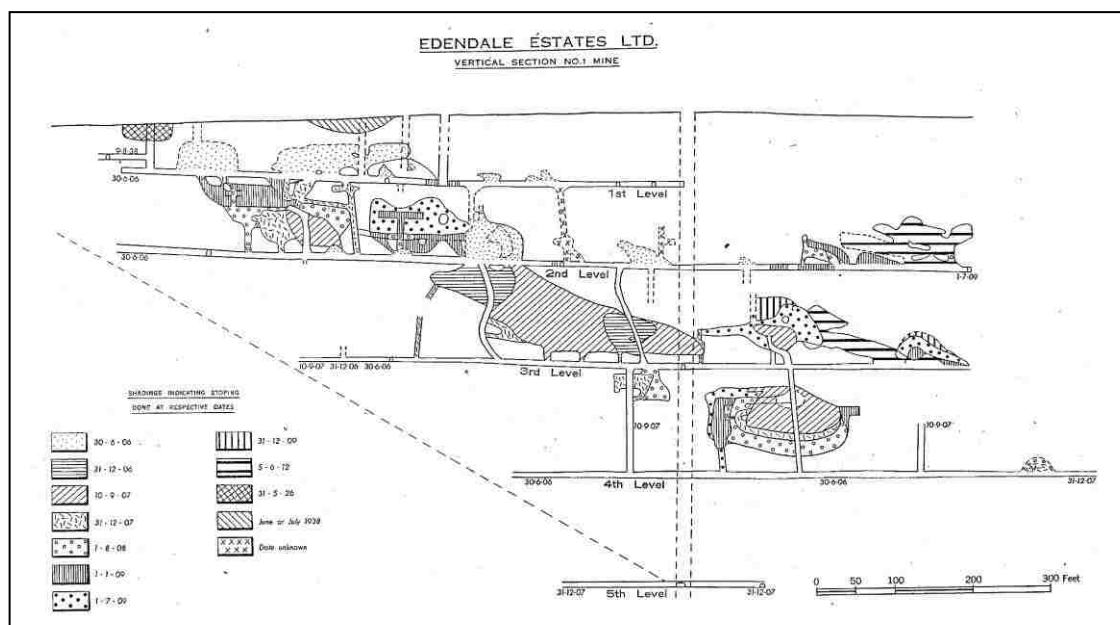 EDENDALE ESTATES LTD.
VERTICAL SECTION NO.1 MINE
9-8-38
30-6-06
1st Level
30-6-06
2nd Level
1-7-09
10-9-07
31-12-06
30-6-06
3rd Level
10-9-07
10-9-07
30-6-06
4th Level
30-6-06
31-12-07
31-12-07
5th Level
31-12-07
SHADINGS INDICATING STOPING
DONE AT RESPECTIVE DATES
30-6-06
31-12-06
10-9-07
31-12-07
1-8-08
1-1-09
1-7-09
31-12-09
5-6-12
31-5-26
June or July 1938
Date unknown
0 50 100 200 300 Feet